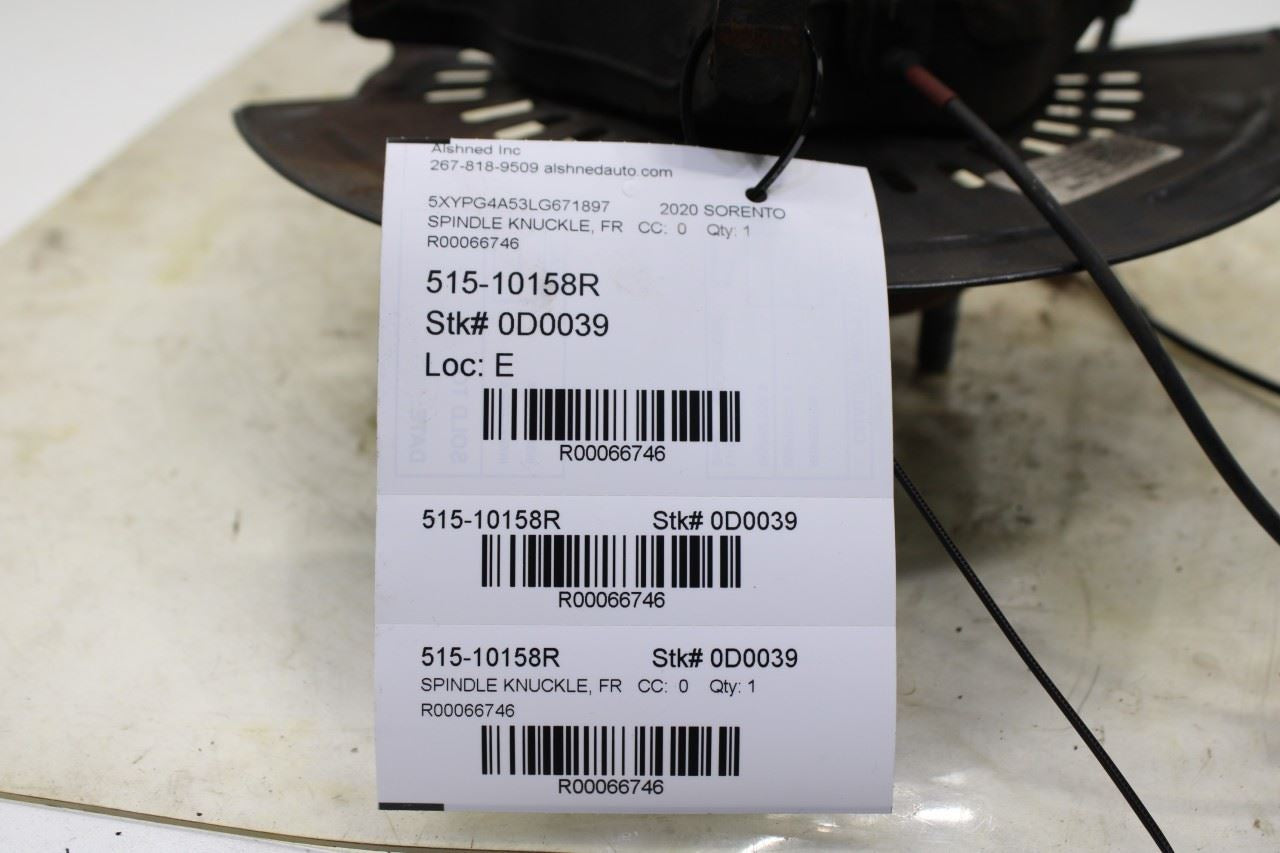 Alshned Inc
267-818-9509 alshnedauto.com
5XYPG4A53LG671897 2020 SORENTO
SPINDLE KNUCKLE, FR CC: 0 Qty: 1
R00066746
515-10158R
Stk# 0D0039
Loc: E
R00066746
515-10158R Stk# 0D0039
R00066746
515-10158R Stk# 0D0039
SPINDLE KNUCKLE, FR CC: 0 Qty: 1
R00066746
R00066746